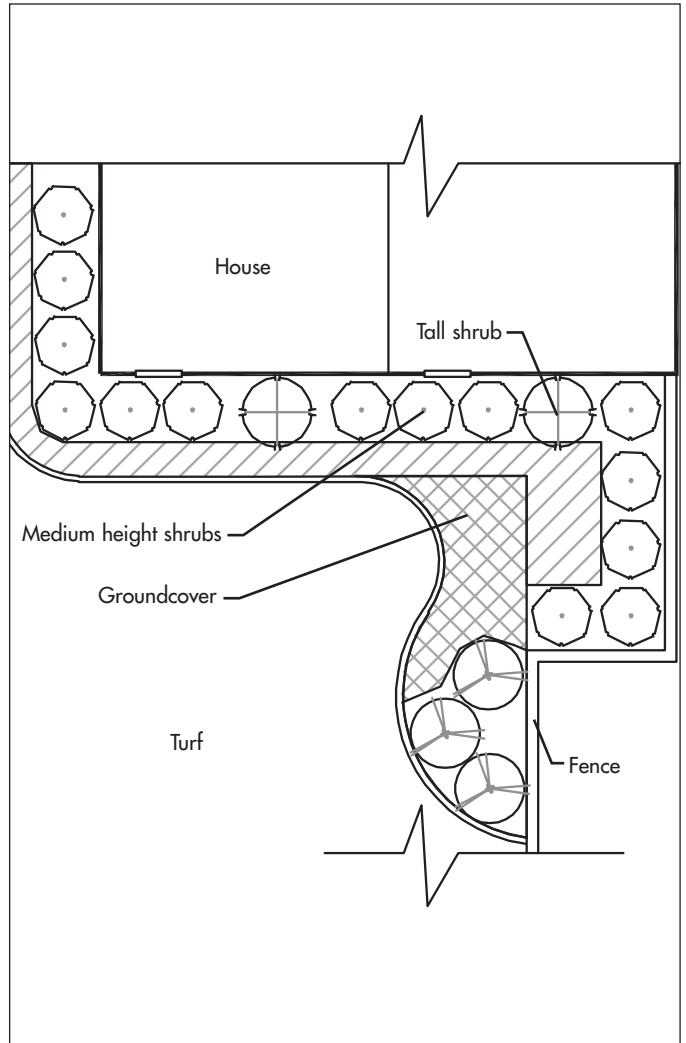 House
Tall shrub
Medium height shrubs
Groundcover
Turf
Fence